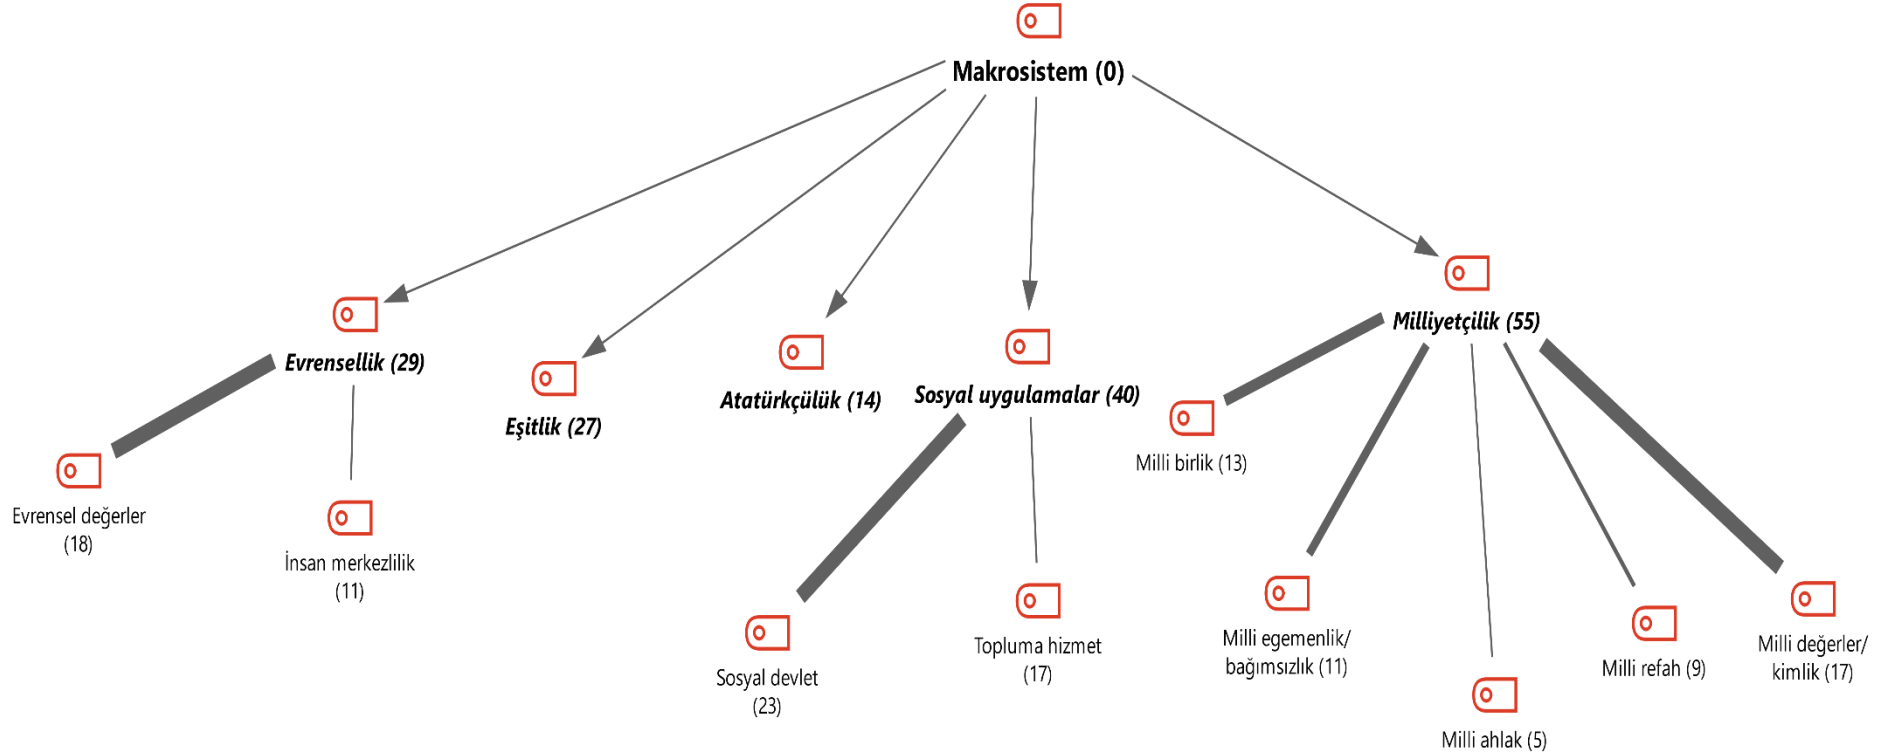 Makrosistem (0)
Evrensellik (29)
Eşitlik (27)
Atatürkçülük (14)
Sosyal uygulamalar (40)
Milliyetçilik (55)
Evrensel değerler
(18)
İnsan merkezlilik
(11)
Sosyal devlet
(23)
Topluma hizmet
(17)
Milli birlik (13)
Milli egemenlik/
bağımsızlık (11)
Milli ahlak (5)
Milli refah (9)
Milli değerler/
kimlik (17)